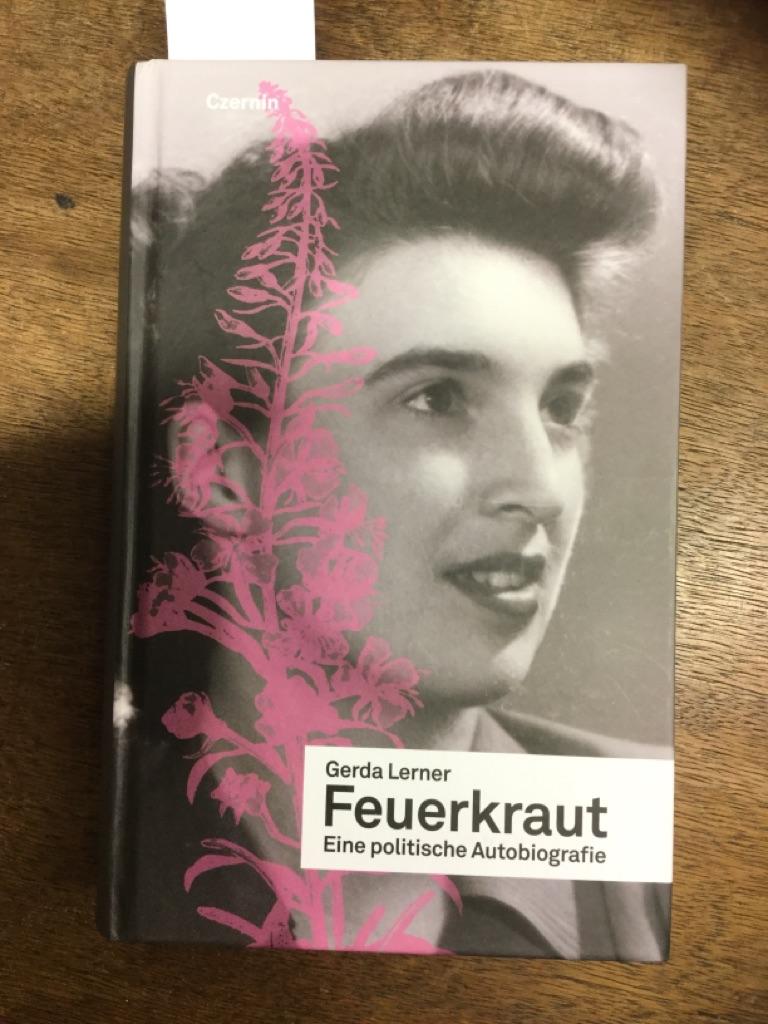 Czernin
Gerda Lerner
Feuerkraut
Eine politische Autobiografie